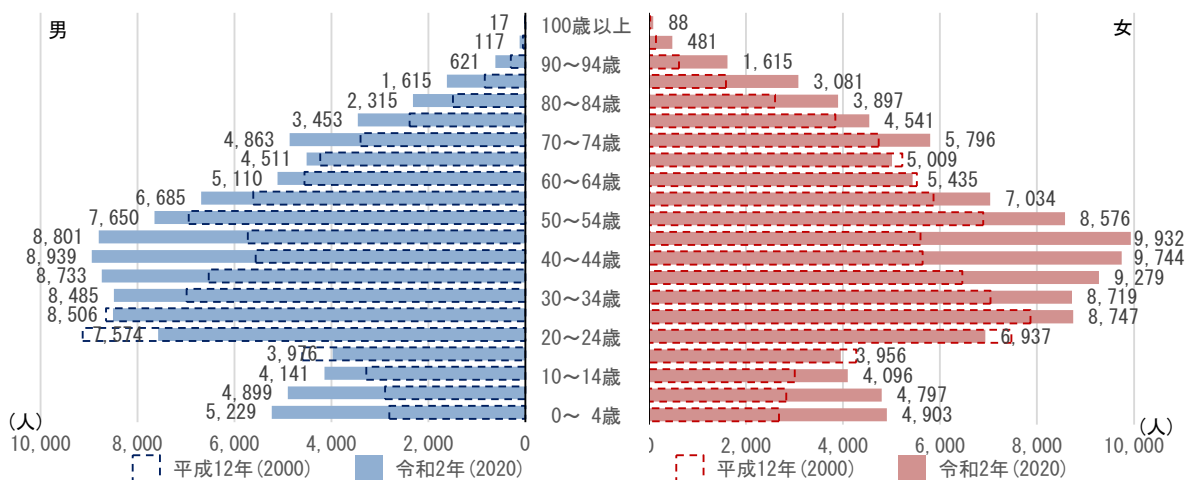 男 17 100歳以上 88 女
117 481
621 90～94歳 1,615
1,615 3,081
2,315 80～84歳 3,897
3,453 4,541
4,863 70～74歳 5,796
4,511 5,009
5,110 60～64歳 5,435
6,685 7,034
7,650 50～54歳 8,576
8,801 9,932
8,939 40～44歳 9,744
8,733 9,279
8,485 30～34歳 8,719
8,506 8,747
7,574 20～24歳 6,937
3,976 3,956
4,141 10～14歳 4,096
4,899 4,797
5,229 0～ 4歳 4,903
(人) (人)
10,000 8,000 6,000 4,000 2,000 0 0 2,000 4,000 6,000 8,000 10,000
平成12年(2000) 令和2年(2020) 平成12年(2000) 令和2年(2020)